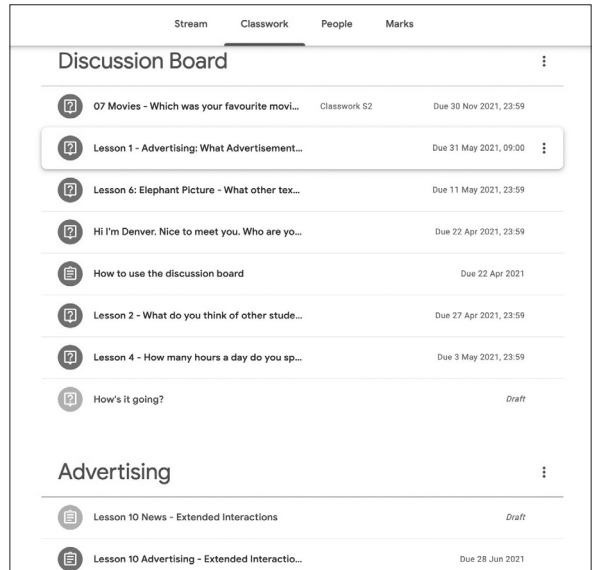 Stream Classwork People Marks
Discussion Board
07 Movies - Which was your favourite movi... Classwork S2 Due 30 Nov 2021, 23:59
Lesson 1 - Advertising: What Advertisement... Due 31 May 2021, 09:00
Lesson 6: Elephant Picture - What other tex... Due 11 May 2021, 23:59
Hi I'm Denver. Nice to meet you. Who are yo... Due 22 Apr 2021, 23:59
How to use the discussion board Due 22 Apr 2021
Lesson 2 - What do you think of other stude... Due 27 Apr 2021, 23:59
Lesson 4 - How many hours a day do you sp... Due 3 May 2021, 23:59
How's it going? Draft
Advertising
Lesson 10 News - Extended Interactions Draft
Lesson 10 Advertising - Extended Interactio... Due 28 Jun 2021